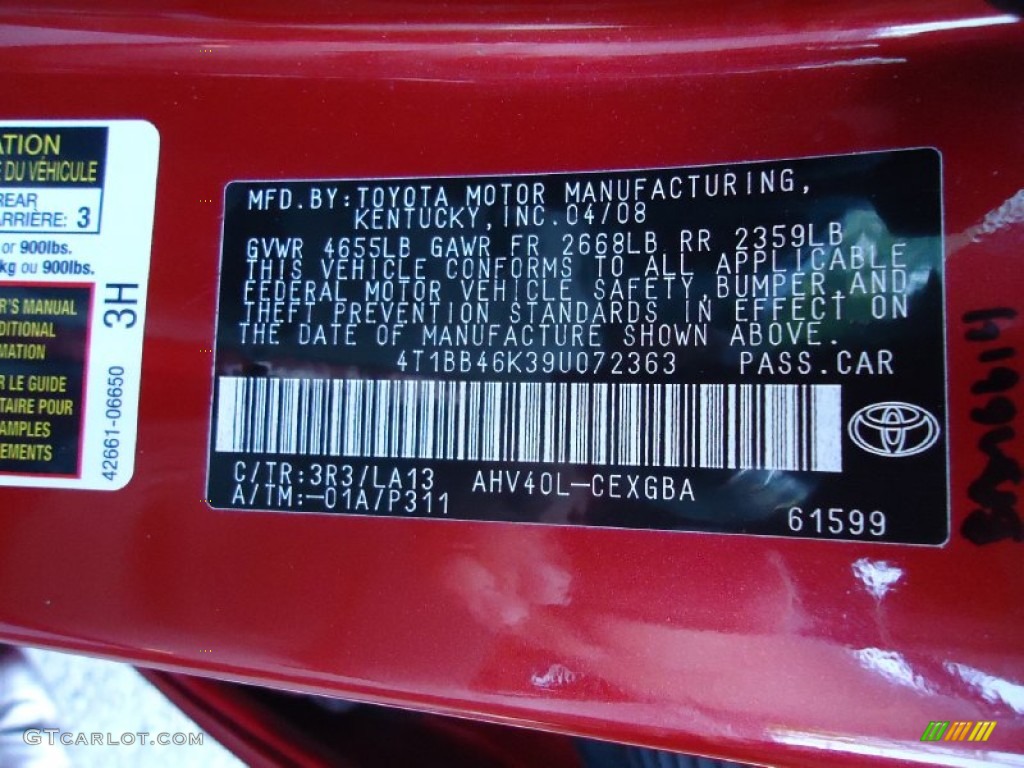 ATION
DU VÉHICULE
REAR
ARRIÈRE: 3
or 900lbs.
kg ou 900lbs.
R'S MANUAL
DITIONAL
MATION
R LE GUIDE
TAIRE POUR
AMPLES
EMENTS
42661-06650 3H
MFD. BY: TOYOTA MOTOR MANUFACTURING,
KENTUCKY, INC. 04/08
GVWR 4655LB GAWR FR 2668LB RR 2359LB
THIS VEHICLE CONFORMS TO ALL APPLICABLE
FEDERAL MOTOR VEHICLE SAFETY, BUMPER, AND
THEFT PREVENTION STANDARDS IN EFFECT ON
THE DATE OF MANUFACTURE SHOWN ABOVE.
4T1BB46K39U072363 PASS. CAR
C/TR: 3R3/LA13 AHV40L-CEXGBA
A/TM: -01A/P311
61599
GTCARLOT.COM